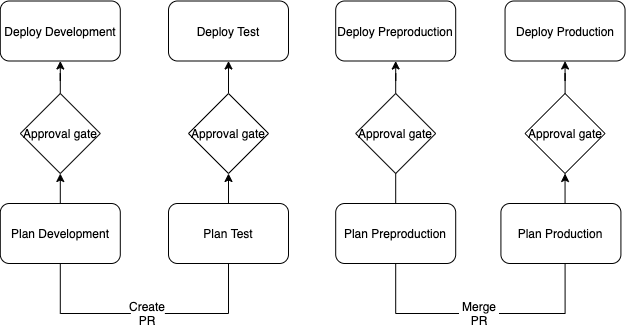 Deploy Development
Deploy Test
Deploy Preproduction
Deploy Production
Approval gate
Approval gate
Approval gate
Approval gate
Plan Development
Plan Test
Plan Preproduction
Plan Production
Create
PR
Merge
PR